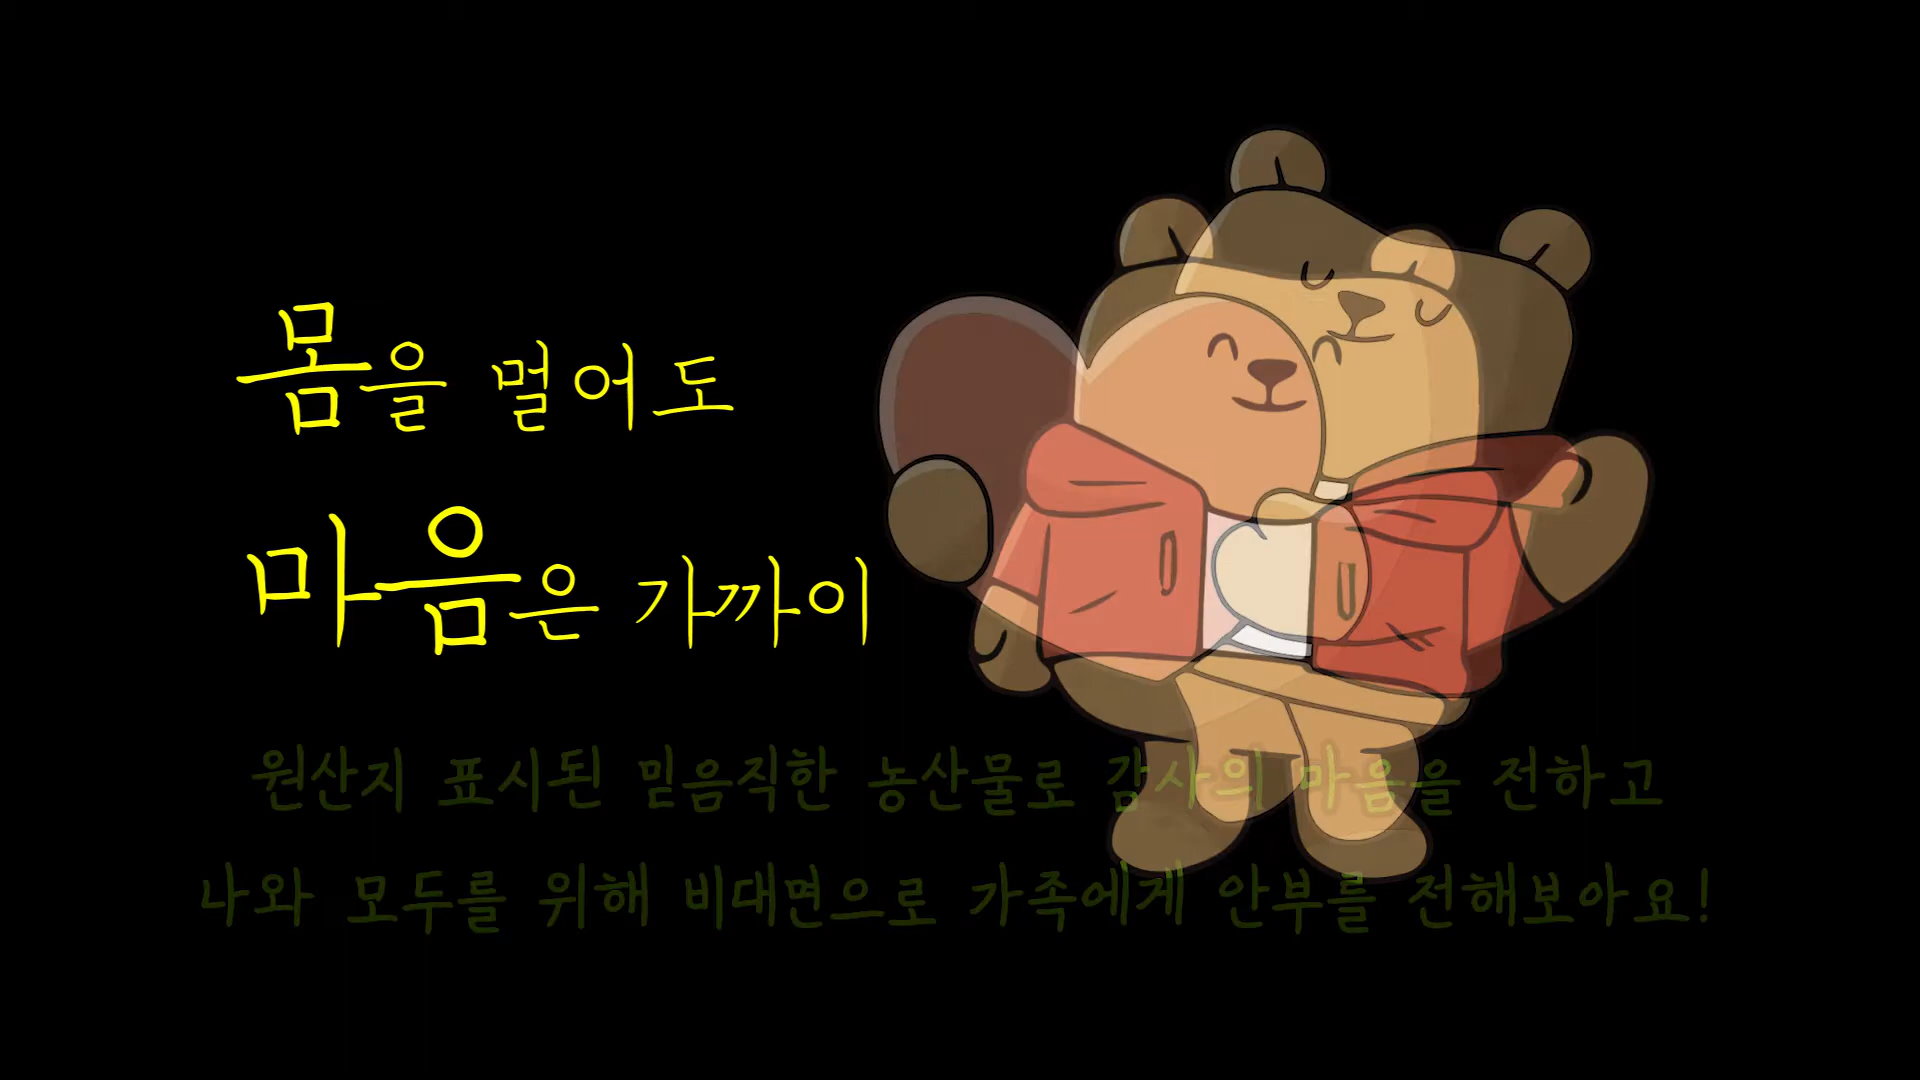 몸을 멀어도
마음은 가까이
원산지 표시된 믿음직한 농산물로 감사의 마음을 전하고
나와 모두를 위해 비대면으로 가족에게 안부를 전해보아요!